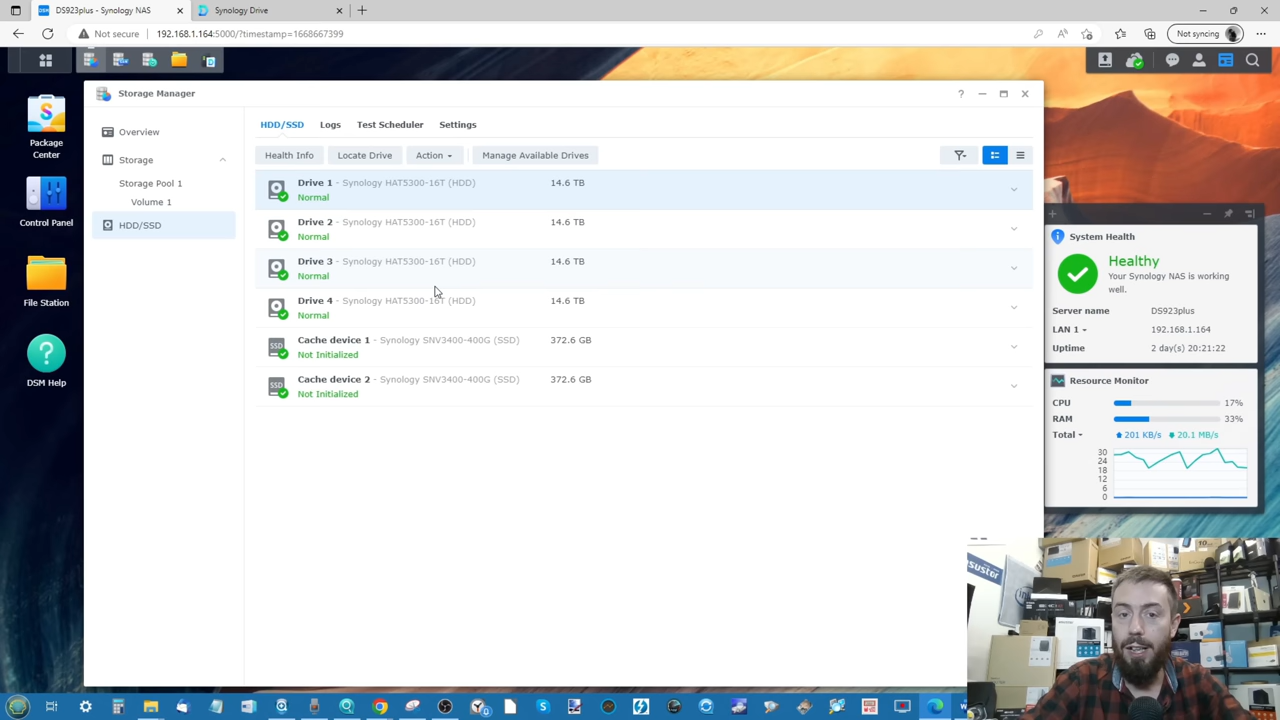 DS923plus - Synology NAS
Synology Drive
Not secure
192.168.1.164:5000/?timestamp=1668667399
Not syncing
Package
Center
Control Panel
File Station
DSM Help
Storage Manager
Overview
Storage
Storage Pool 1
Volume 1
HDD/SSD
HDD/SSD Logs Test Scheduler Settings
Health Info Locate Drive Action Manage Available Drives
Drive 1 - Synology HAT5300-16T (HDD) 14.6 TB
Normal
Drive 2 - Synology HAT5300-16T (HDD) 14.6 TB
Normal
Drive 3 - Synology HAT5300-16T (HDD) 14.6 TB
Normal
Drive 4 - Synology HAT5300-16T (HDD) 14.6 TB
Normal
Cache device 1 - Synology SNV3400-400G (SSD) 372.6 GB
Not Initialized
Cache device 2 - Synology SNV3400-400G (SSD) 372.6 GB
Not Initialized
System Health
Healthy
Your Synology NAS is working
well.
Server name DS923plus
LAN 1 192.168.1.164
Uptime 2 day(s) 20:21:22
Resource Monitor
CPU 17%
RAM 33%
Total 201 KB/s 20.1 MB/s
30
24
18
12
6
0